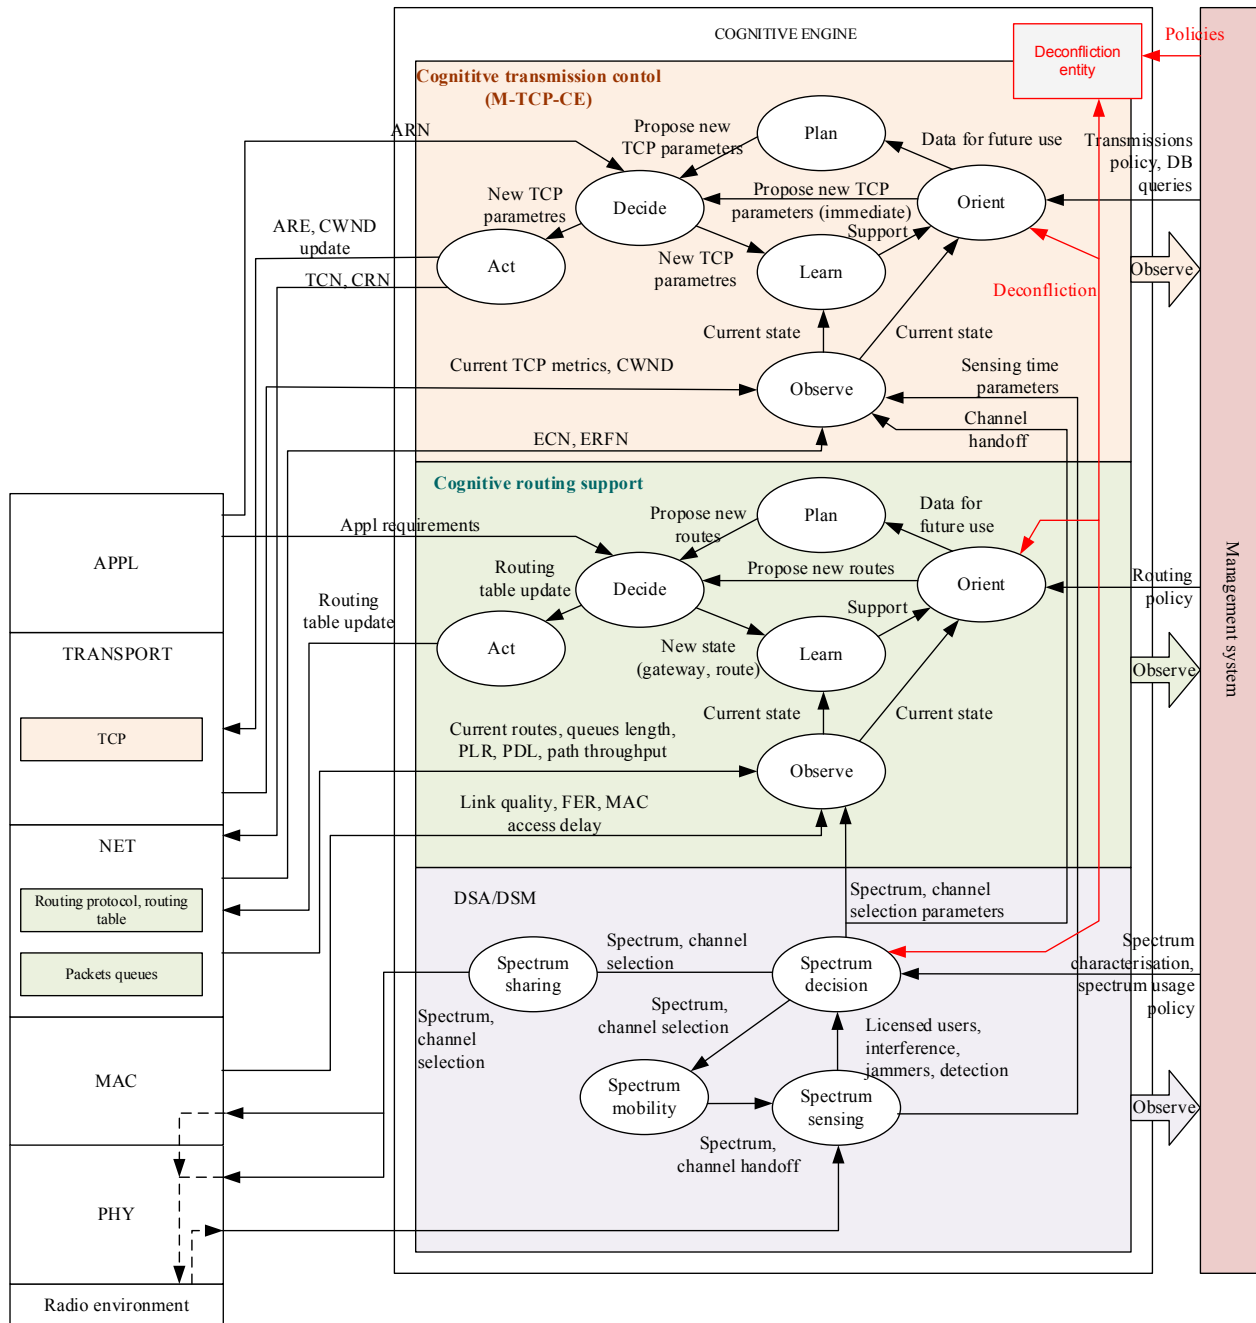 COGNITIVE ENGINE
Deconfliction
entity
Policies
Cognititve transmission contol
(M-TCP-CE)
ARN
Propose new
TCP parameters
Plan
Data for future use
Transmissions
policy, DB
queries
Decide
Propose new TCP
parameters (immediate)
Orient
New TCP
parametres
ARE, CWND
update
Act
New TCP
parametres
Support
Learn
TCN, CRN
Observe
Deconfliction
Current state
Current state
Current TCP metrics, CWND
Observe
Sensing time
parameters
Channel
handoff
ECN, ERFN
Cognitive routing support
Appl requirements
Propose new
routes
Plan
Data for
future use
APPL
Routing
table update
Decide
Propose new routes
Orient
Routing
policy
Routing
table update
Act
New state
(gateway, route)
Support
Learn
Observe
Management system
TRANSPORT
TCP
Current state
Current state
Current routes, queues length,
PLR, PDL, path throughput
Observe
Link quality, FER, MAC
access delay
NET
Routing protocol, routing
table
Packets queues
DSA/DSM
Spectrum, channel
selection parameters
Spectrum
sharing
Spectrum, channel
selection
Spectrum
decision
Spectrum
characterisation,
spectrum usage
policy
Spectrum,
channel
selection
Spectrum,
channel selection
Licensed users,
interference,
jammers, detection
MAC
Spectrum
mobility
Spectrum
sensing
Observe
Spectrum,
channel handoff
PHY
Radio environment